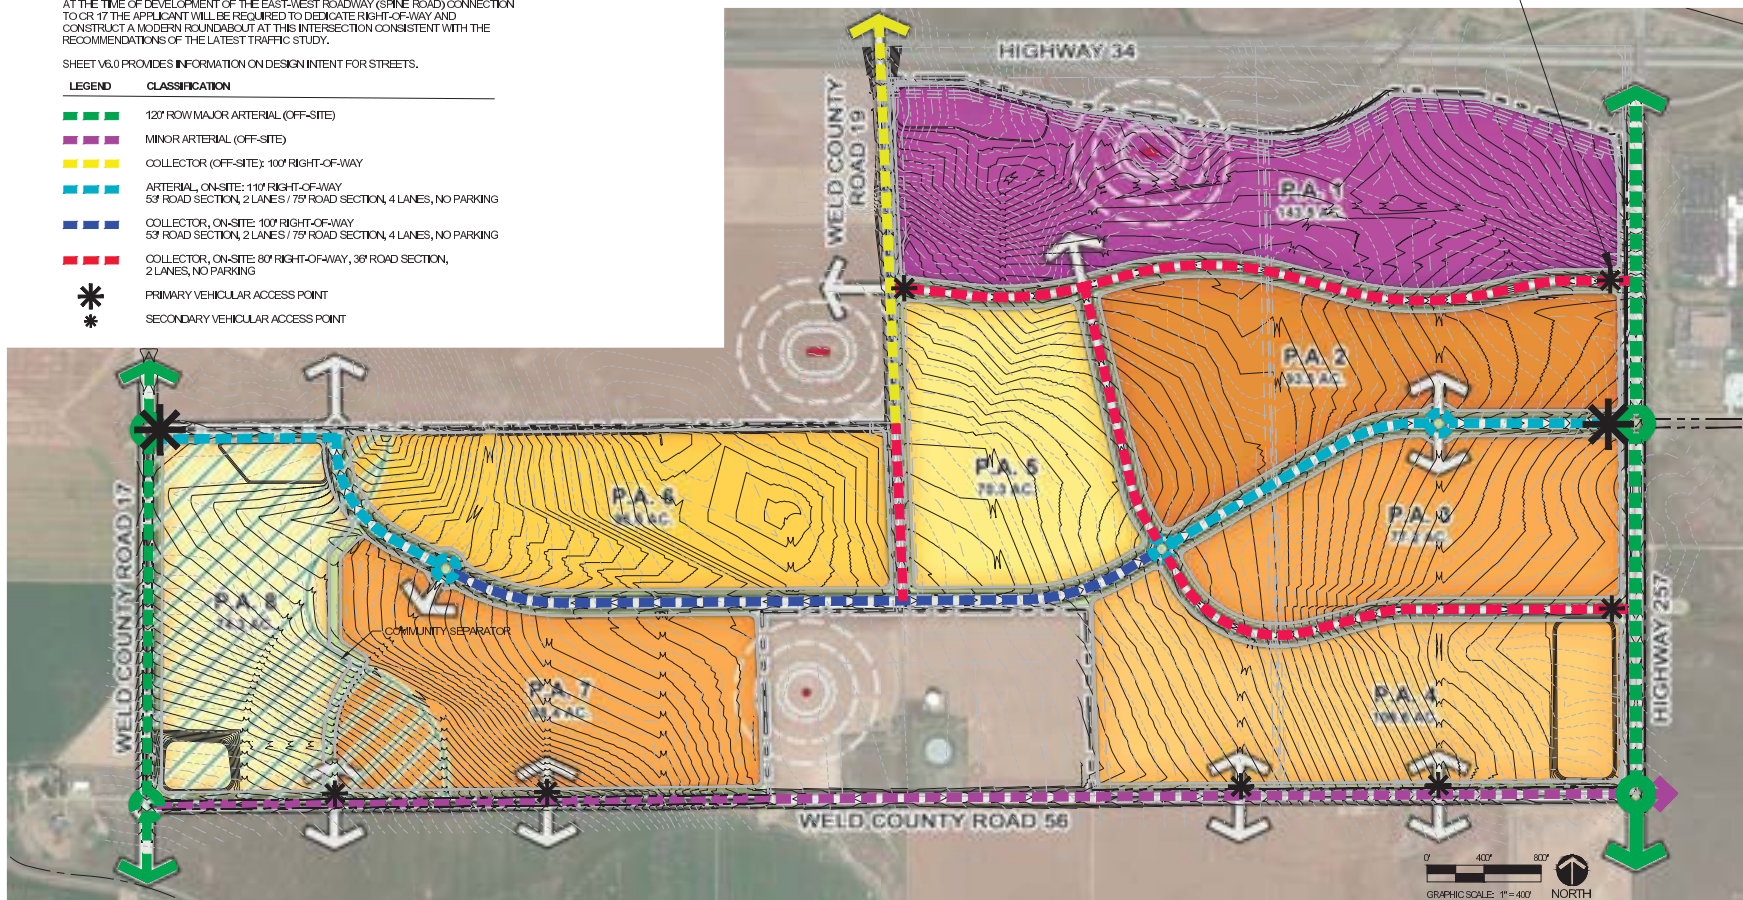 AT THE TIME OF DEVELOPMENT OF THE EAST-WEST ROADWAY (SPINE ROAD) CONNECTION
TO CR 17 THE APPLICANT WILL BE REQUIRED TO DEDICATE RIGHT-OF-WAY AND
CONSTRUCT A MODERN ROUNDABOUT AT THIS INTERSECTION CONSISTENT WITH THE
RECOMMENDATIONS OF THE LATEST TRAFFIC STUDY.
SHEET V6.0 PROVIDES INFORMATION ON DESIGN INTENT FOR STREETS.
LEGEND CLASSIFICATION
120' ROW MAJOR ARTERIAL (OFF-SITE)
MINOR ARTERIAL (OFF-SITE)
COLLECTOR (OFF-SITE): 100' RIGHT-OF-WAY
ARTERIAL, ON-SITE: 110' RIGHT-OF-WAY
53' ROAD SECTION, 2 LANES / 75' ROAD SECTION, 4 LANES, NO PARKING
COLLECTOR, ON-SITE: 100' RIGHT-OF-WAY
53' ROAD SECTION, 2 LANES / 75' ROAD SECTION, 4 LANES, NO PARKING
COLLECTOR, ON-SITE: 80' RIGHT-OF-WAY, 36' ROAD SECTION,
2 LANES, NO PARKING
PRIMARY VEHICULAR ACCESS POINT
SECONDARY VEHICULAR ACCESS POINT
HIGHWAY 34
WELD COUNTY
ROAD 19
P.A. 1
P.A. 2
P.A. 5
P.A. 6
P.A. 3
P.A. 8
COMMUNITY SEPARATOR
P.A. 7
P.A. 4
WELD COUNTY ROAD 17
HIGHWAY 257
WELD COUNTY ROAD 56
0' 400' 800'
GRAPHIC SCALE: 1" = 400'
NORTH